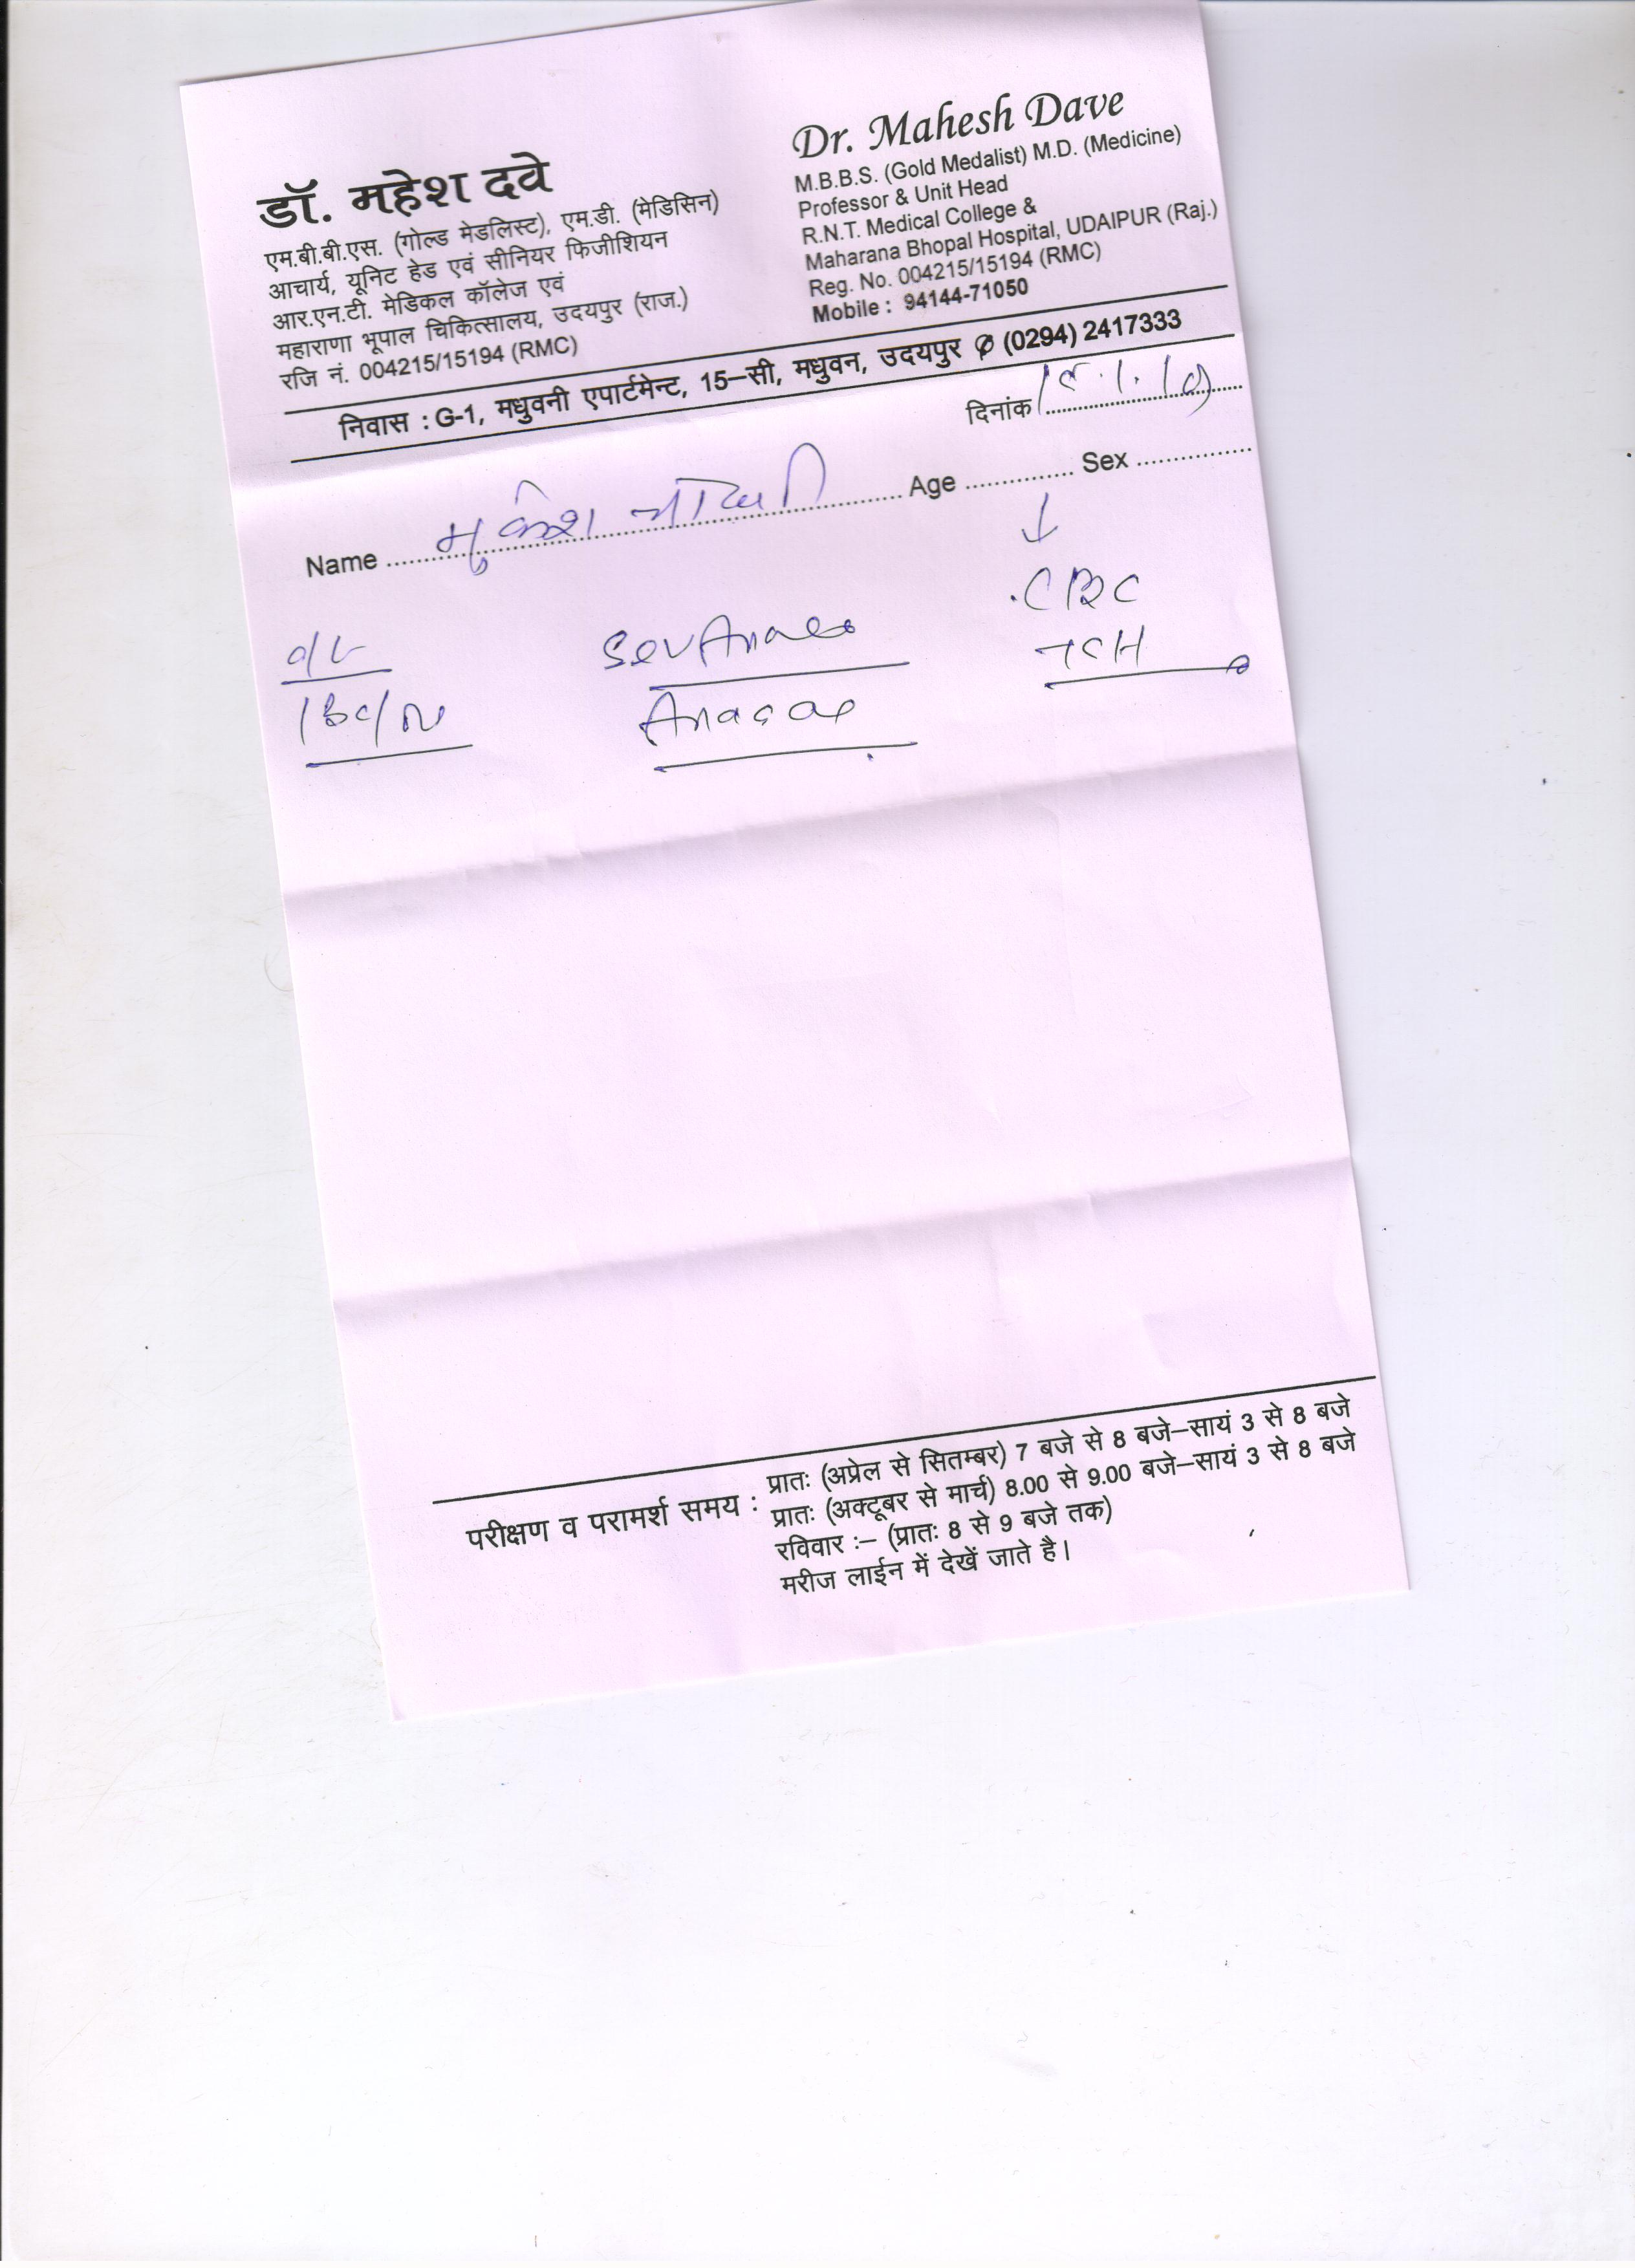 डॉ. महेश दवे
एम.बी.बी.एस. (गोल्ड मेडलिस्ट), एम.डी. (मेडिसिन)
आचार्य, यूनिट हेड एवं सीनियर फिजीशियन
आर.एन.टी. मेडिकल कॉलेज एवं
महाराणा भूपाल चिकित्सालय, उदयपुर (राज.)
रजि नं. 004215/15194 (RMC)
Dr. Mahesh Dave
M.B.B.S. (Gold Medalist) M.D. (Medicine)
Professor & Unit Head
R.N.T. Medical College &
Maharana Bhopal Hospital, UDAIPUR (Raj.)
Reg. No. 004215/15194 (RMC)
Mobile : 94144-71050
निवास : G-1, मधुवनी एपार्टमेन्ट, 15–सी, मधुवन, उदयपुर ✆ (0294) 2417333
दिनांक
Name मुकेश Age Sex
CBC
परीक्षण व परामर्श समय : प्रातः (अप्रेल से सितम्बर) 7 बजे से 8 बजे–सायं 3 से 8 बजे
प्रातः (अक्टूबर से मार्च) 8.00 से 9.00 बजे–सायं 3 से 8 बजे
रविवार :– (प्रातः 8 से 9 बजे तक)
मरीज लाईन में देखें जाते है।